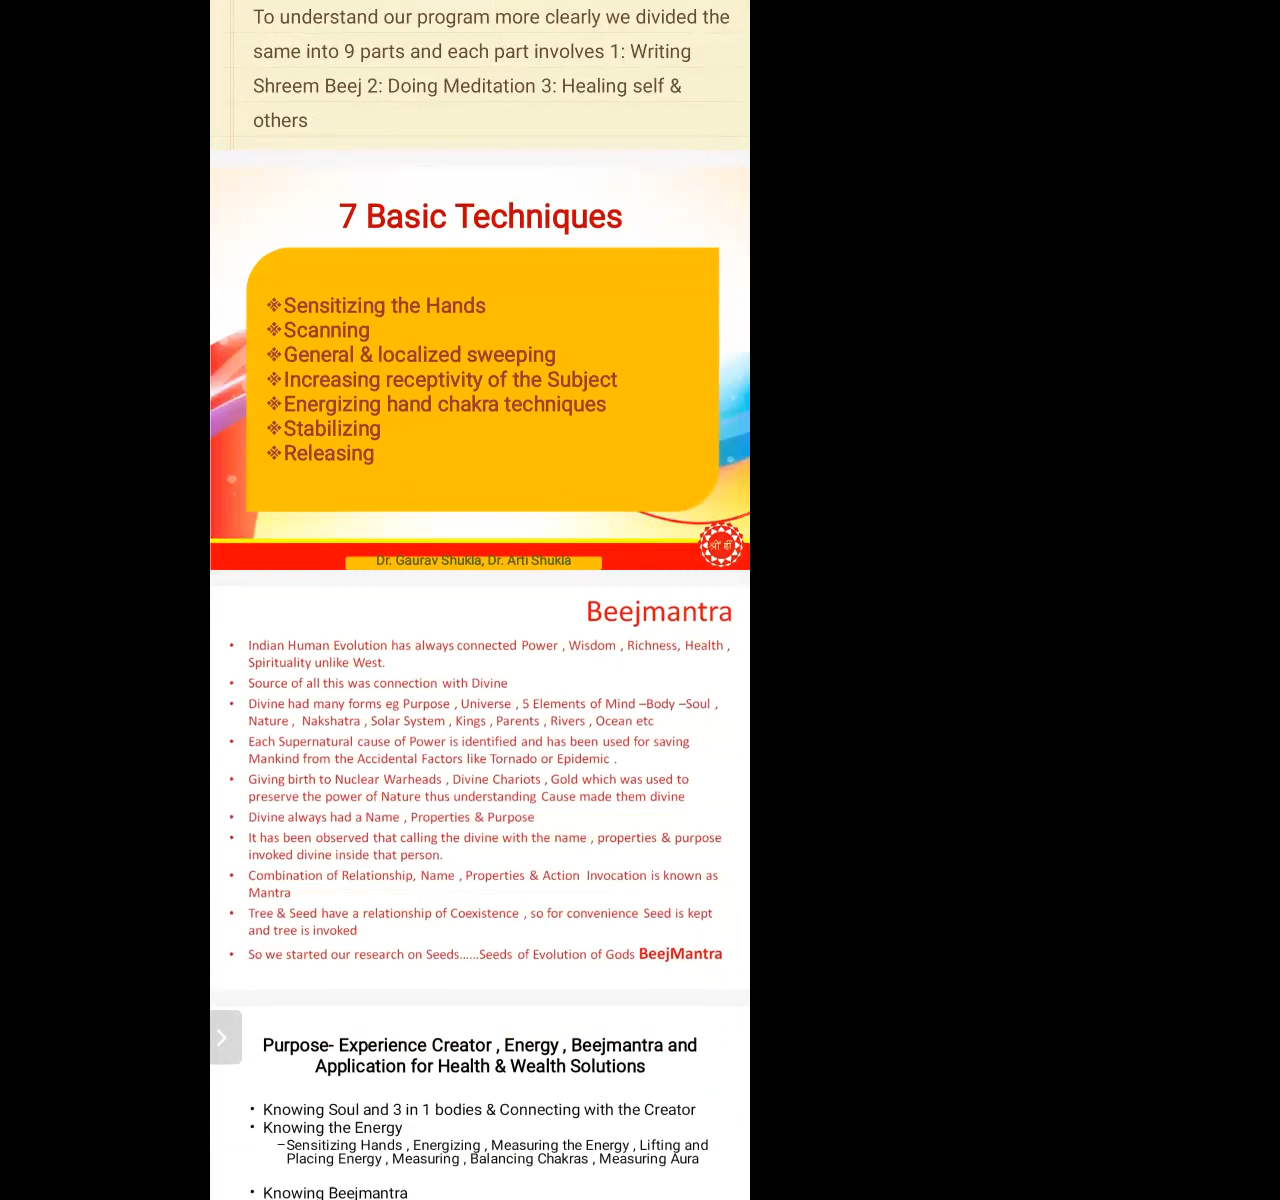 To understand our program more clearly we divided the
same into 9 parts and each part involves 1: Writing
Shreem Beej 2: Doing Meditation 3: Healing self &
others
7 Basic Techniques
❖Sensitizing the Hands
❖Scanning
❖General & localized sweeping
❖Increasing receptivity of the Subject
❖Energizing hand chakra techniques
❖Stabilizing
❖Releasing
श्रीं ह्रीं
Dr. Gaurav Shukla, Dr. Arti Shukla
Beejmantra
• Indian Human Evolution has always connected Power , Wisdom , Richness, Health ,
Spirituality unlike West.
• Source of all this was connection with Divine
• Divine had many forms eg Purpose , Universe , 5 Elements of Mind –Body –Soul ,
Nature , Nakshatra , Solar System , Kings , Parents , Rivers , Ocean etc
• Each Supernatural cause of Power is identified and has been used for saving
Mankind from the Accidental Factors like Tornado or Epidemic .
• Giving birth to Nuclear Warheads , Divine Chariots , Gold which was used to
preserve the power of Nature thus understanding Cause made them divine
• Divine always had a Name , Properties & Purpose
• It has been observed that calling the divine with the name , properties & purpose
invoked divine inside that person.
• Combination of Relationship, Name , Properties & Action Invocation is known as
Mantra
• Tree & Seed have a relationship of Coexistence , so for convenience Seed is kept
and tree is invoked
• So we started our research on Seeds......Seeds of Evolution of Gods BeejMantra
Purpose- Experience Creator , Energy , Beejmantra and
Application for Health & Wealth Solutions
• Knowing Soul and 3 in 1 bodies & Connecting with the Creator
• Knowing the Energy
–Sensitizing Hands , Energizing , Measuring the Energy , Lifting and
Placing Energy , Measuring , Balancing Chakras , Measuring Aura
• Knowing Beejmantra